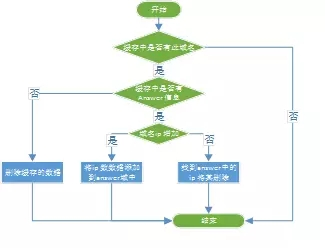 开始
缓存中是否有此域名
是
否
缓存中是否有
Answer 信息
否
是
域名ip 增加
是
否
删除缓存的数据
将ip 数据添加
到answer域中
找到answer中的
ip 将其删除
结束